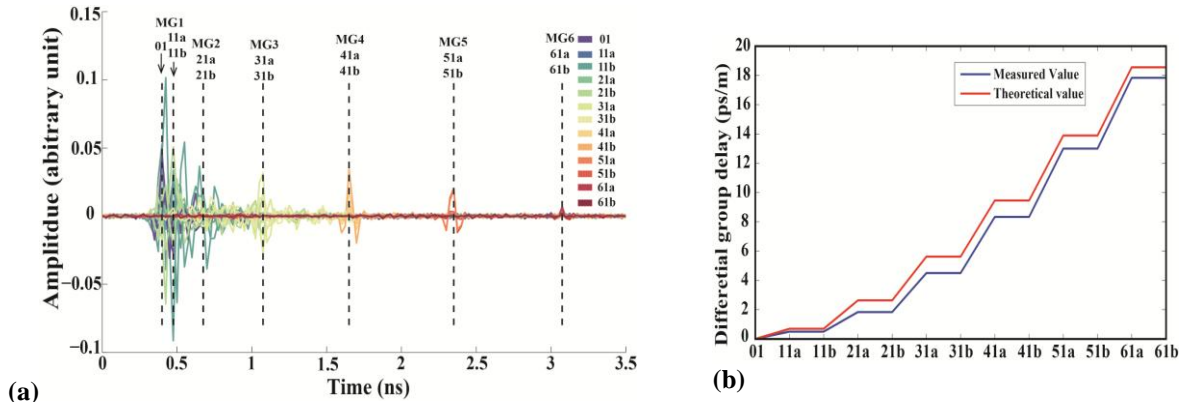 MG1
11a
01 11b
MG2
21a
21b
MG3
31a
31b
MG4
41a
41b
MG5
51a
51b
MG6
61a
61b
01
11a
11b
21a
21b
31a
31b
41a
41b
51a
51b
61a
61b
0.15
0.1
0.05
0
−0.05
−0.1
Amplitdue (abitrary unit)
0 0.5 1 1.5 2 2.5 3 3.5
Time (ns)
(a)
20
18
16
14
12
10
8
6
4
2
0
Differetial group delay (ps/m)
Measured Value
Theoretical value
01 11a 11b 21a 21b 31a 31b 41a 41b 51a 51b 61a 61b
(b)